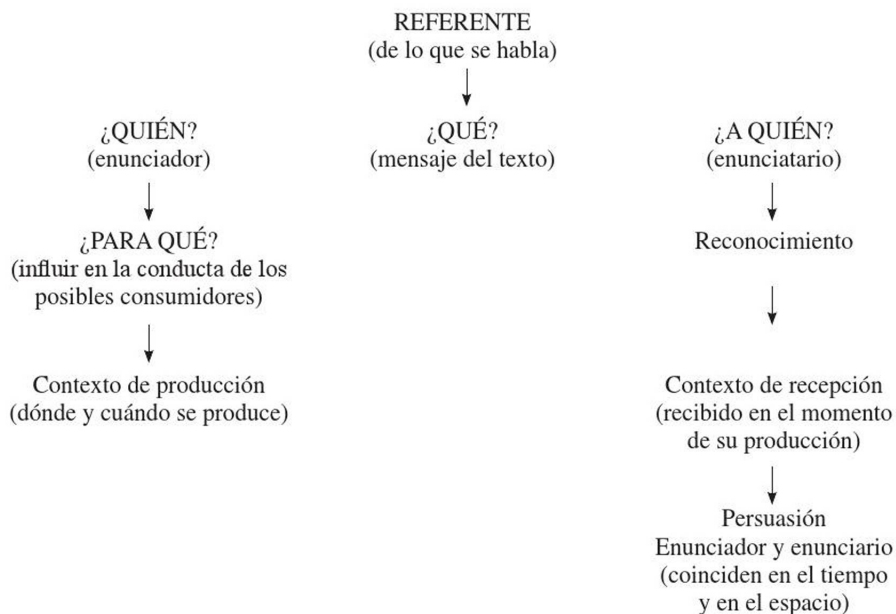 REFERENTE
(de lo que se habla)
¿QUIÉN?
(enunciador)
¿QUÉ?
(mensaje del texto)
¿A QUIÉN?
(enunciatario)
¿PARA QUÉ?
(influir en la conducta de los
posibles consumidores)
Reconocimiento
Contexto de producción
(dónde y cuándo se produce)
Contexto de recepción
(recibido en el momento
de su producción)
Persuasión
Enunciador y enunciario
(coinciden en el tiempo
y en el espacio)